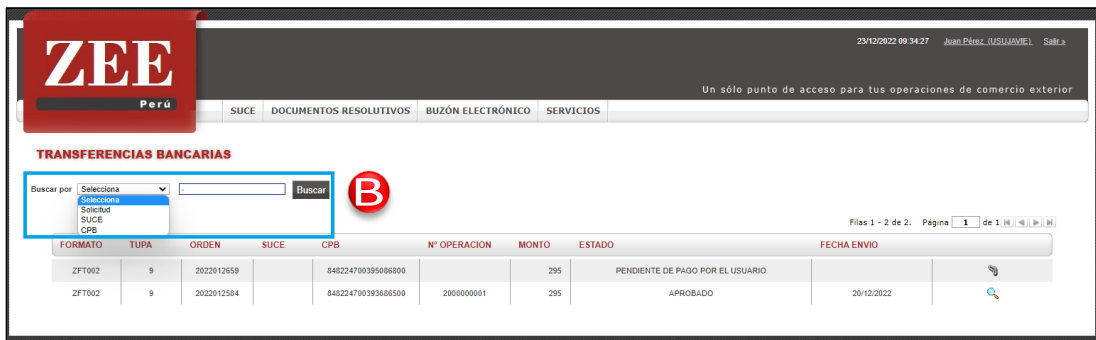 ZEE
Perú
23/12/2022 09:34:27 Juan Pérez (USUJAVIE) Salir »
Un sólo punto de acceso para tus operaciones de comercio exterior
SUCE DOCUMENTOS RESOLUTIVOS BUZÓN ELECTRÓNICO SERVICIOS
TRANSFERENCIAS BANCARIAS
Buscar por Selecciona - Buscar
Selecciona
Solicitud
SUCE
CPB
B
Filas 1 - 2 de 2. Página 1 de 1
FORMATO TUPA ORDEN SUCE CPB N° OPERACION MONTO ESTADO FECHA ENVIO
ZFT002 9 2022012659 848224700395086800 295 PENDIENTE DE PAGO POR EL USUARIO
ZFT002 9 2022012584 848224700393686500 2000000001 295 APROBADO 20/12/2022